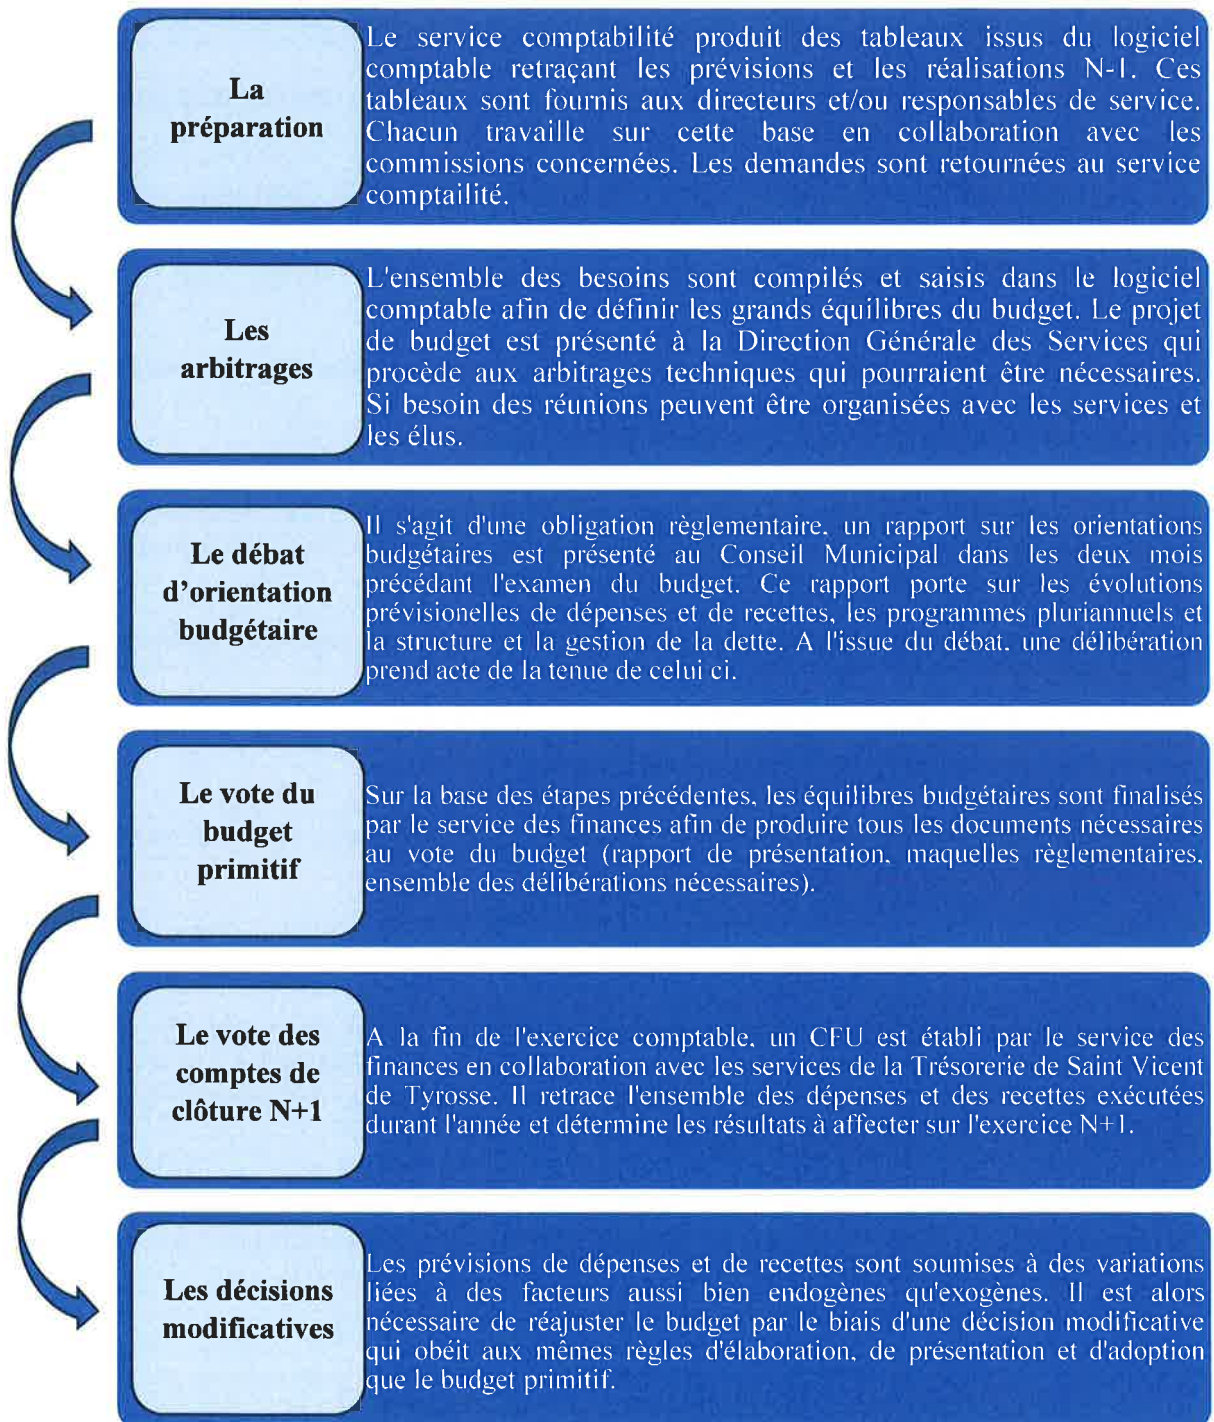 La
préparation
Le service comptabilité produit des tableaux issus du logiciel
comptable retraçant les prévisions et les réalisations N-1. Ces
tableaux sont fournis aux directeurs et/ou responsables de service.
Chacun travaille sur cette base en collaboration avec les
commissions concernées. Les demandes sont retournées au service
comptailité.
Les
arbitrages
L'ensemble des besoins sont compilés et saisis dans le logiciel
comptable afin de définir les grands équilibres du budget. Le projet
de budget est présenté à la Direction Générale des Services qui
procède aux arbitrages techniques qui pourraient être nécessaires.
Si besoin des réunions peuvent être organisées avec les services et
les élus.
Le débat
d'orientation
budgétaire
Il s'agit d'une obligation règlementaire, un rapport sur les orientations
budgétaires est présenté au Conseil Municipal dans les deux mois
précédant l'examen du budget. Ce rapport porte sur les évolutions
prévisionelles de dépenses et de recettes, les programmes pluriannuels et
la structure et la gestion de la dette. A l'issue du débat, une délibération
prend acte de la tenue de celui ci.
Le vote du
budget
primitif
Sur la base des étapes précédentes, les équilibres budgétaires sont finalisés
par le service des finances afin de produire tous les documents nécessaires
au vote du budget (rapport de présentation, maquelles règlementaires,
ensemble des délibérations nécessaires).
Le vote des
comptes de
clôture N+1
A la fin de l'exercice comptable, un CFU est établi par le service des
finances en collaboration avec les services de la Trésorerie de Saint Vicent
de Tyrosse. Il retrace l'ensemble des dépenses et des recettes exécutées
durant l'année et détermine les résultats à affecter sur l'exercice N+1.
Les décisions
modificatives
Les prévisions de dépenses et de recettes sont soumises à des variations
liées à des facteurs aussi bien endogènes qu'exogènes. Il est alors
nécessaire de réajuster le budget par le biais d'une décision modificative
qui obéit aux mêmes règles d'élaboration, de présentation et d'adoption
que le budget primitif.